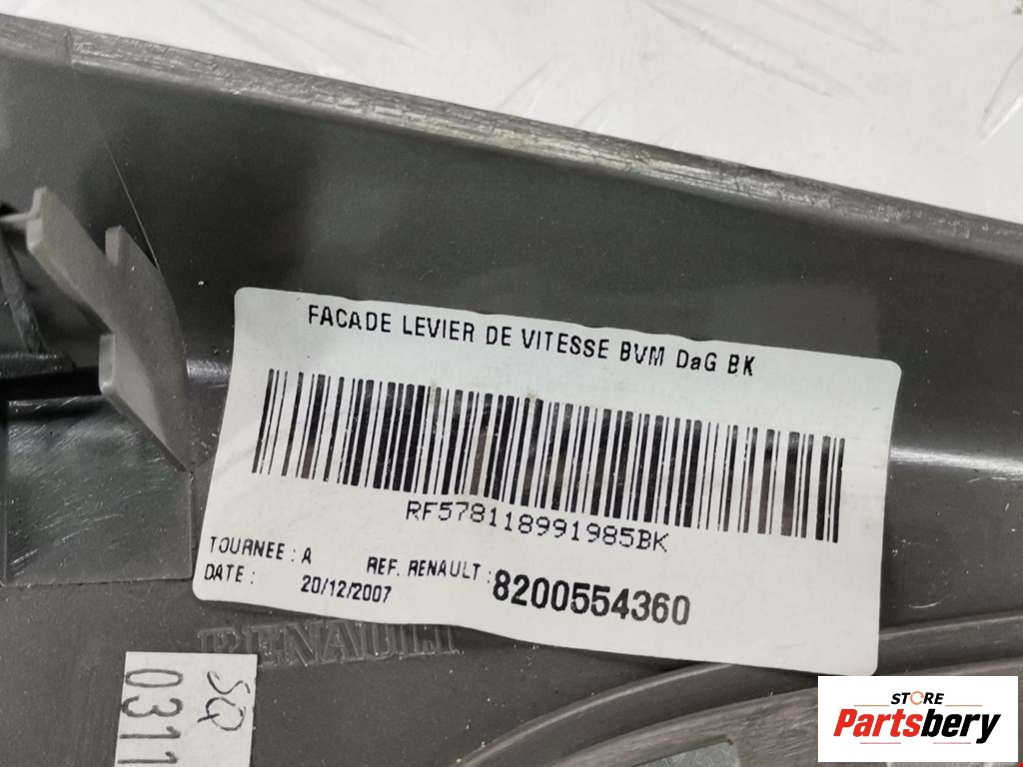 FACADE LEVIER DE VITESSE BVM DaG BK
RF578118991985BK
TOURNEE : A
REF. RENAULT : 8200554360
DATE : 20/12/2007
RENAULT
SQ
0311
STORE
Partsbery